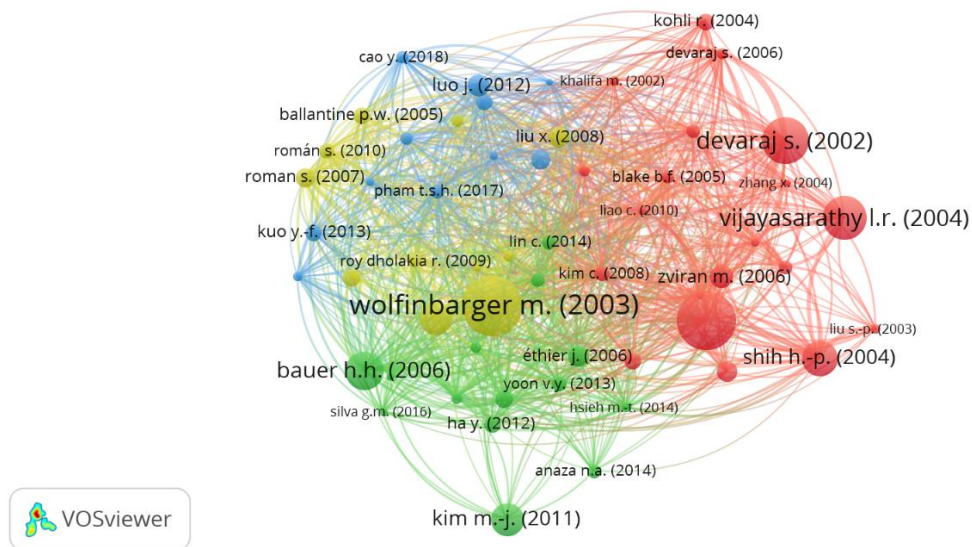 kohli r. (2004)
devaraj s. (2006)
cao y. (2018)
khalifa m. (2002)
luo j. (2012)
ballantine p.w. (2005)
liu x. (2008)
devaraj s. (2002)
román s. (2010)
roman s. (2007)
blake b.f. (2005)
zhang x. (2004)
pham t.s.h. (2017)
liao c. (2010)
vijayasarathy l.r. (2004)
kuo y.-f. (2013)
lin c. (2014)
roy dholakia r. (2009)
kim c. (2008)
zviran m. (2006)
wolfinbarger m. (2003)
liu s.-p. (2003)
éthier j. (2006)
shih h.-p. (2004)
bauer h.h. (2006)
yoon v.y. (2013)
silva g.m. (2016)
hsieh m.-t. (2014)
ha y. (2012)
anaza n.a. (2014)
kim m.-j. (2011)
VOSviewer